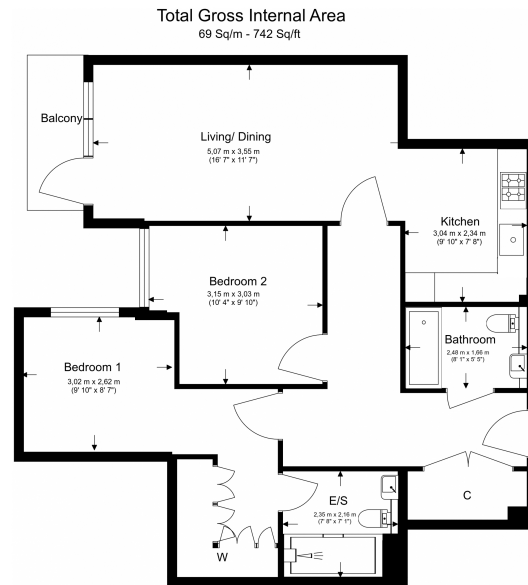 Total Gross Internal Area
69 Sq/m - 742 Sq/ft
Balcony
Living/ Dining
5,07 m x 3,55 m
(16' 7" x 11' 7")
Kitchen
3,04 m x 2,34 m
(9' 10" x 7' 8")
Bedroom 2
3,15 m x 3,03 m
(10' 4" x 9' 10")
Bathroom
2,48 m x 1,66 m
(8' 1" x 5' 5")
Bedroom 1
3,02 m x 2,62 m
(9' 10" x 8' 7")
E/S
2,35 m x 2,16 m
(7' 8" x 7' 1")
C
W